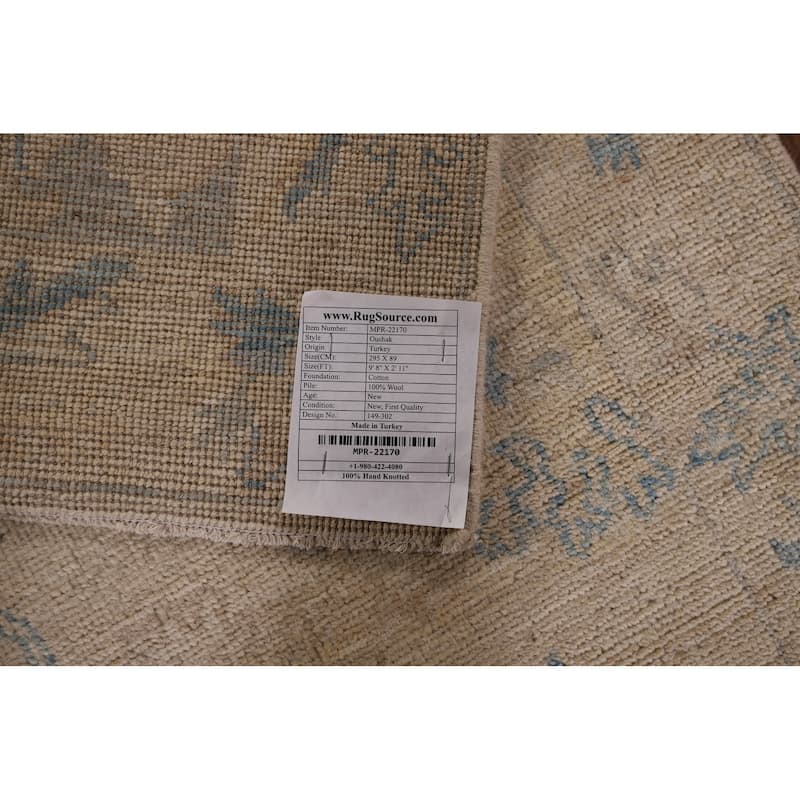 www.RugSource.com
Item Number: MPR-22170
Style Oushak
Origin Turkey
Size(CM): 295 X 89
Size(FT): 9' 8" X 2' 11"
Foundation: Cotton
Pile: 100% Wool
Age: New
Condition: New, First Quality
Design No. 149-302
Made in Turkey
MPR-22170
+1-980-422-4080
100% Hand Knotted